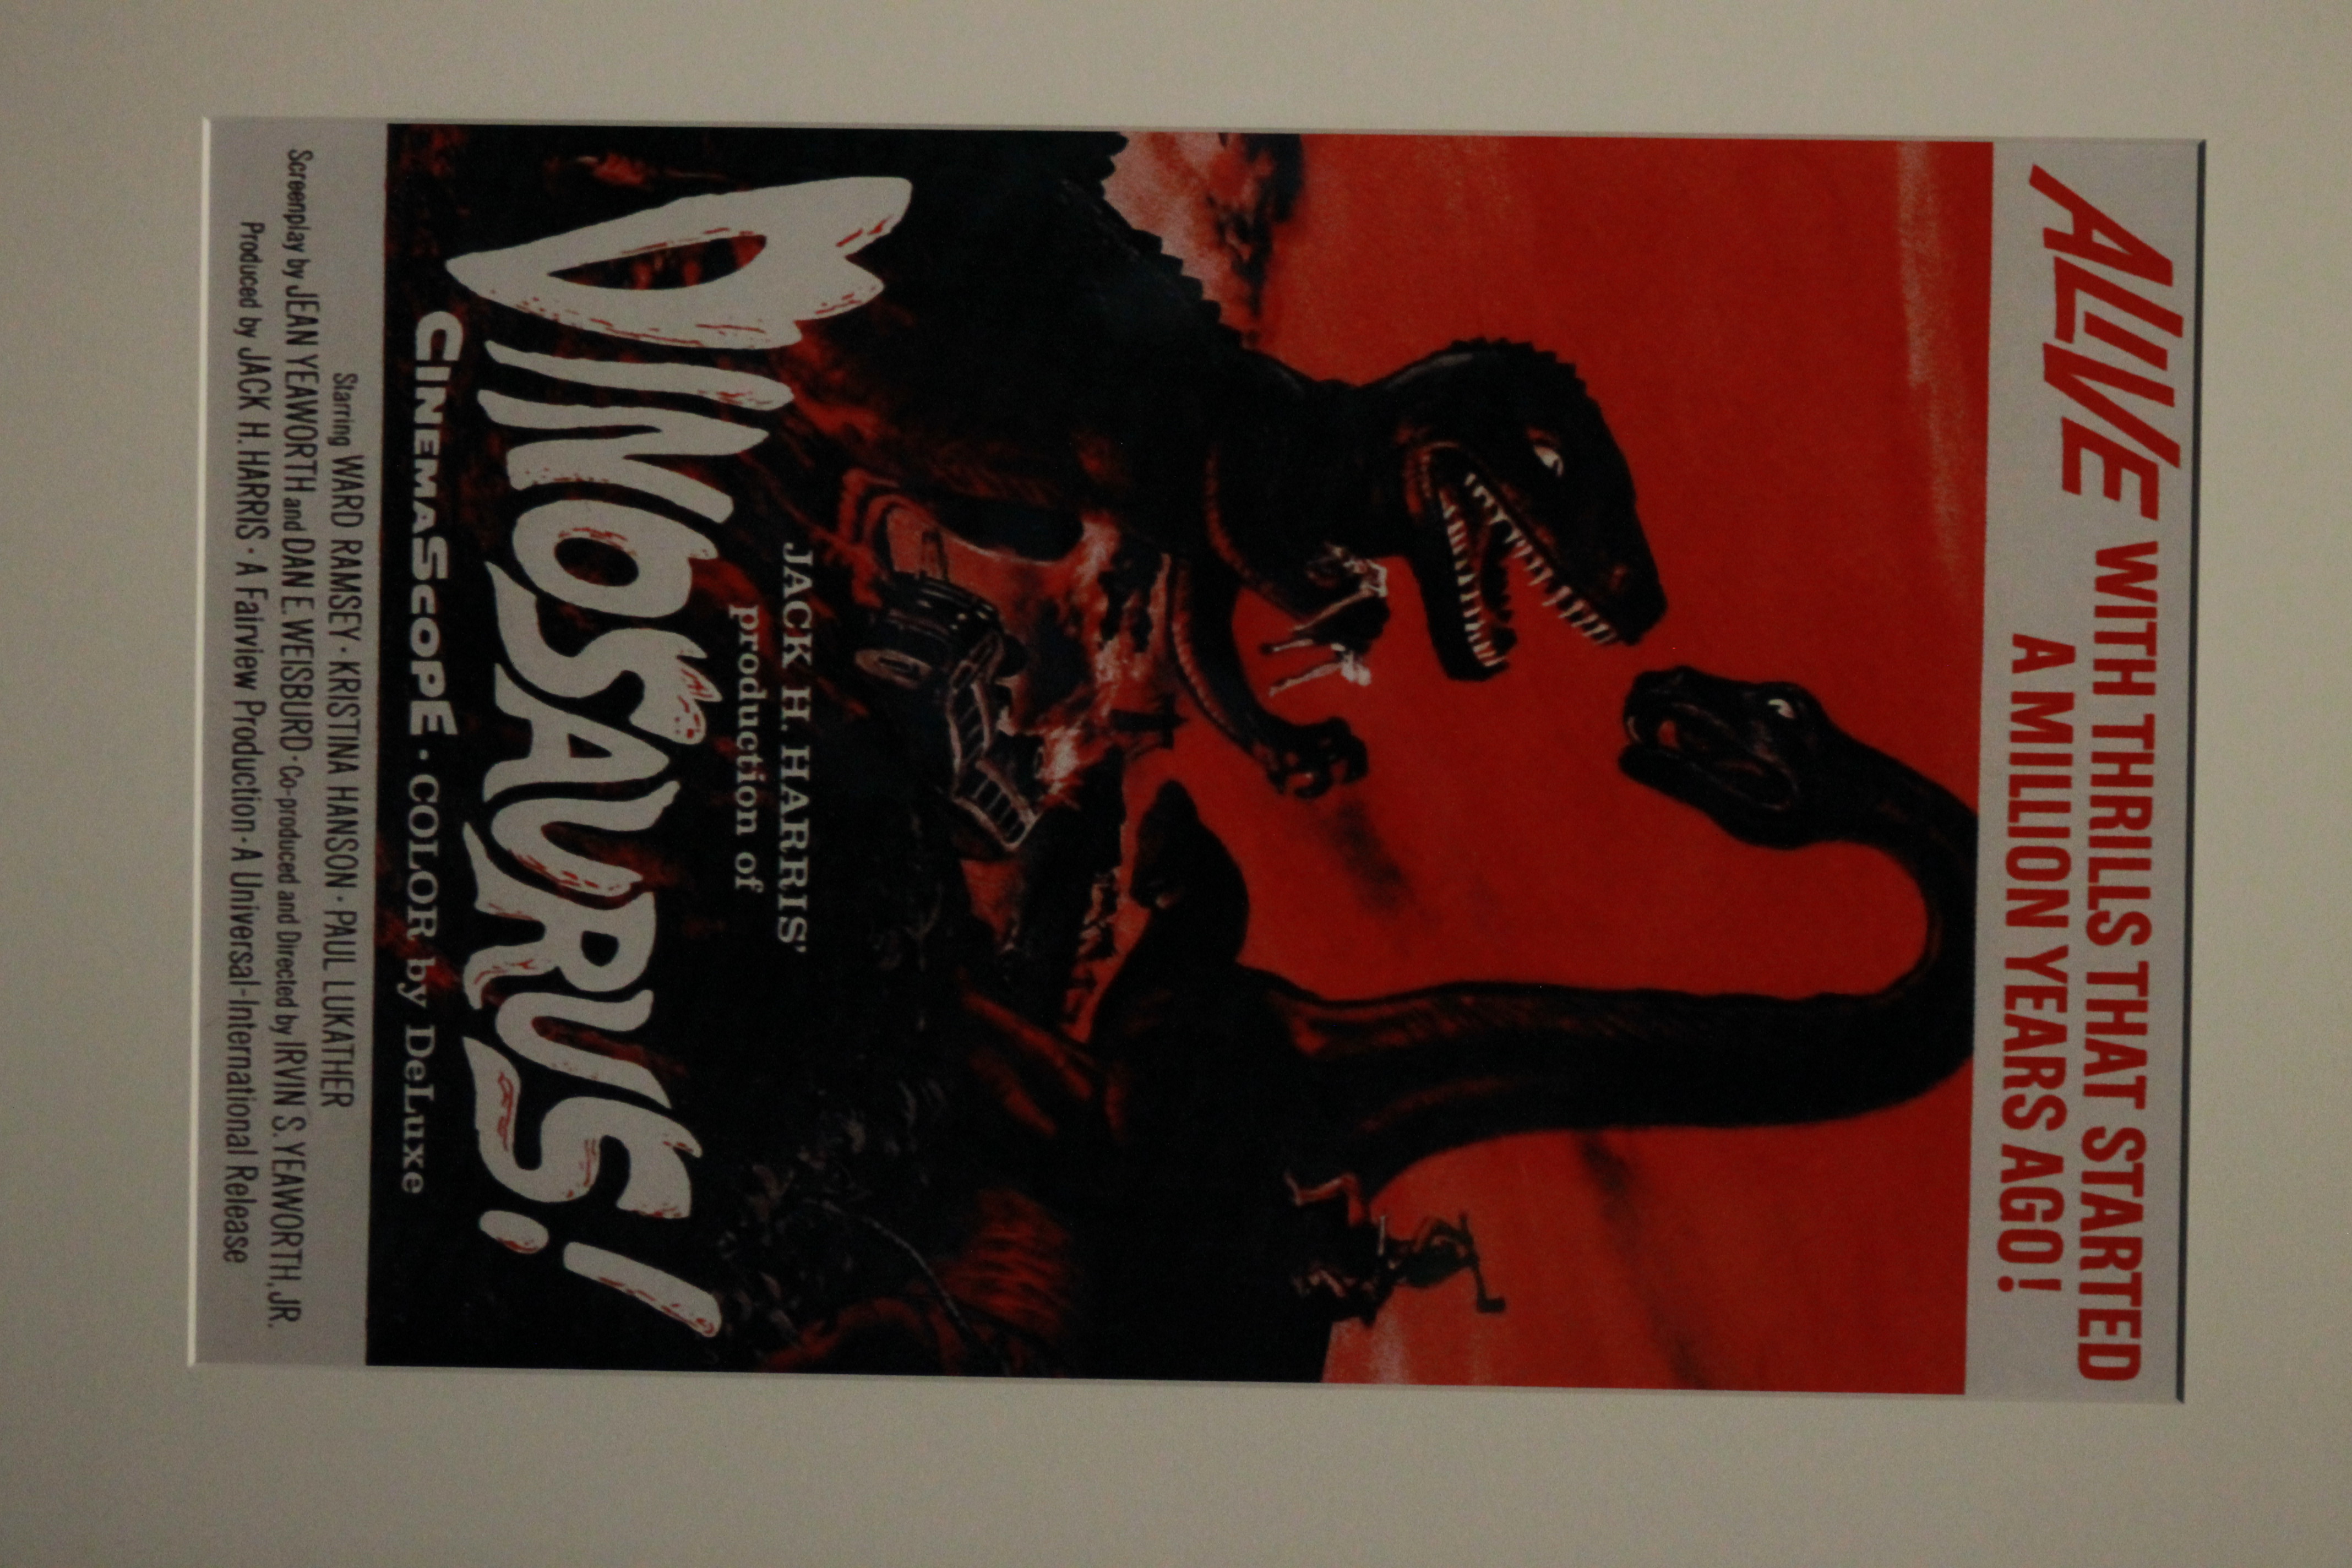 ALIVE WITH THRILLS THAT STARTED
A MILLION YEARS AGO!
JACK H. HARRIS'
production of
DINOSAURUS!
CINEMASCOPE · COLOR by DeLuxe
Starring WARD RAMSEY · KRISTINA HANSON · PAUL LUKATHER
Screenplay by JEAN YEAWORTH and DAN E. WEISBURD · Co-produced and Directed by IRVIN S. YEAWORTH, JR.
Produced by JACK H. HARRIS · A Fairview Production · A Universal-International Release